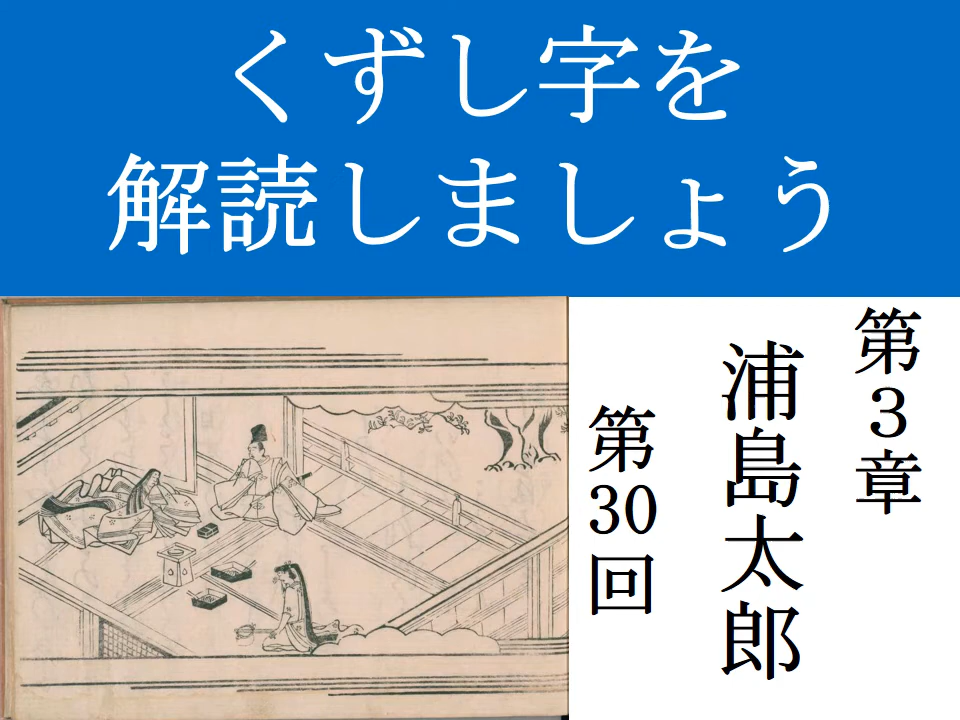 くずし字を
解読しましょう
第３章
浦島太郎
第30回